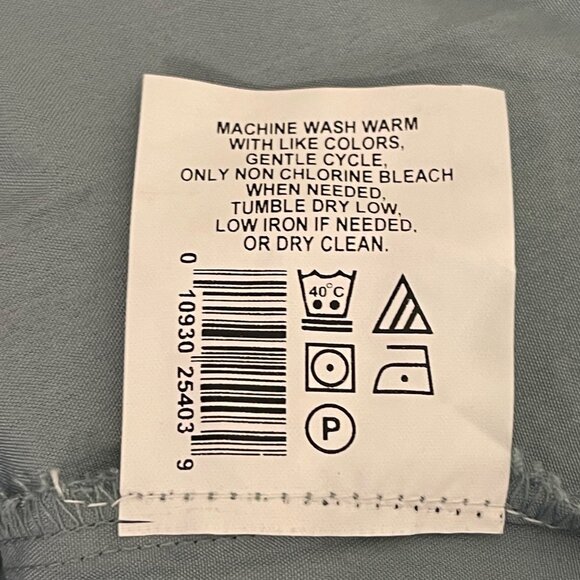 MACHINE WASH WARM
WITH LIKE COLORS,
GENTLE CYCLE,
ONLY NON CHLORINE BLEACH
WHEN NEEDED,
TUMBLE DRY LOW,
LOW IRON IF NEEDED,
OR DRY CLEAN.
0 10930 25403 9
40°C
P